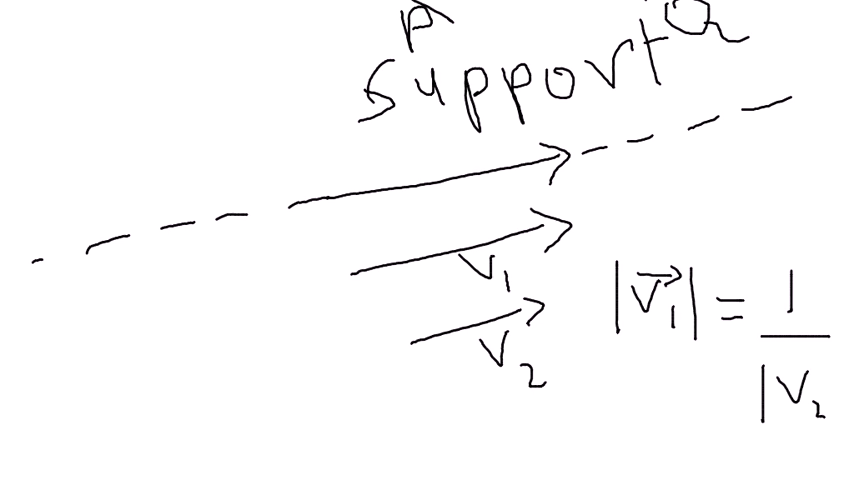 P Q
support
V₁
V₂
|V₁⃗| = 1 / |V₂